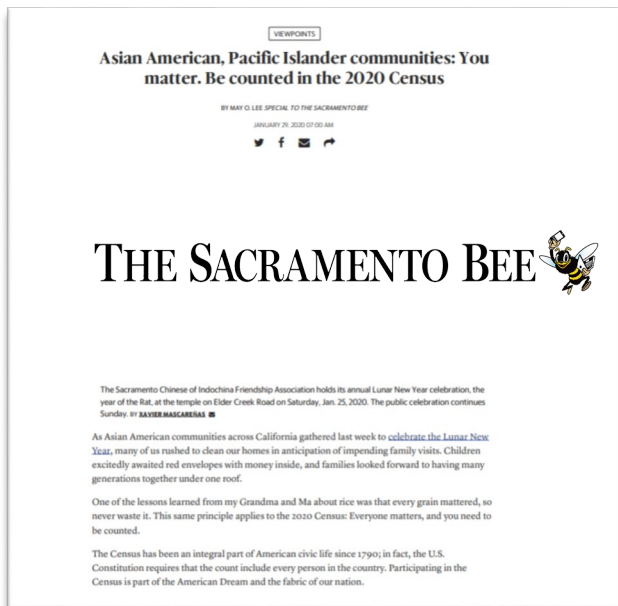 VIEWPOINTS
Asian American, Pacific Islander communities: You
matter. Be counted in the 2020 Census
BY MAY O. LEE SPECIAL TO THE SACRAMENTO BEE
JANUARY 29, 2020 07:00 AM
THE SACRAMENTO BEE
The Sacramento Chinese of Indochina Friendship Association holds its annual Lunar New Year celebration, the
year of the Rat, at the temple on Elder Creek Road on Saturday, Jan. 25, 2020. The public celebration continues
Sunday. BY XAVIER MASCAREÑAS
As Asian American communities across California gathered last week to celebrate the Lunar New
Year, many of us rushed to clean our homes in anticipation of impending family visits. Children
excitedly awaited red envelopes with money inside, and families looked forward to having many
generations together under one roof.
One of the lessons learned from my Grandma and Ma about rice was that every grain mattered, so
never waste it. This same principle applies to the 2020 Census: Everyone matters, and you need to
be counted.
The Census has been an integral part of American civic life since 1790; in fact, the U.S.
Constitution requires that the count include every person in the country. Participating in the
Census is part of the American Dream and the fabric of our nation.